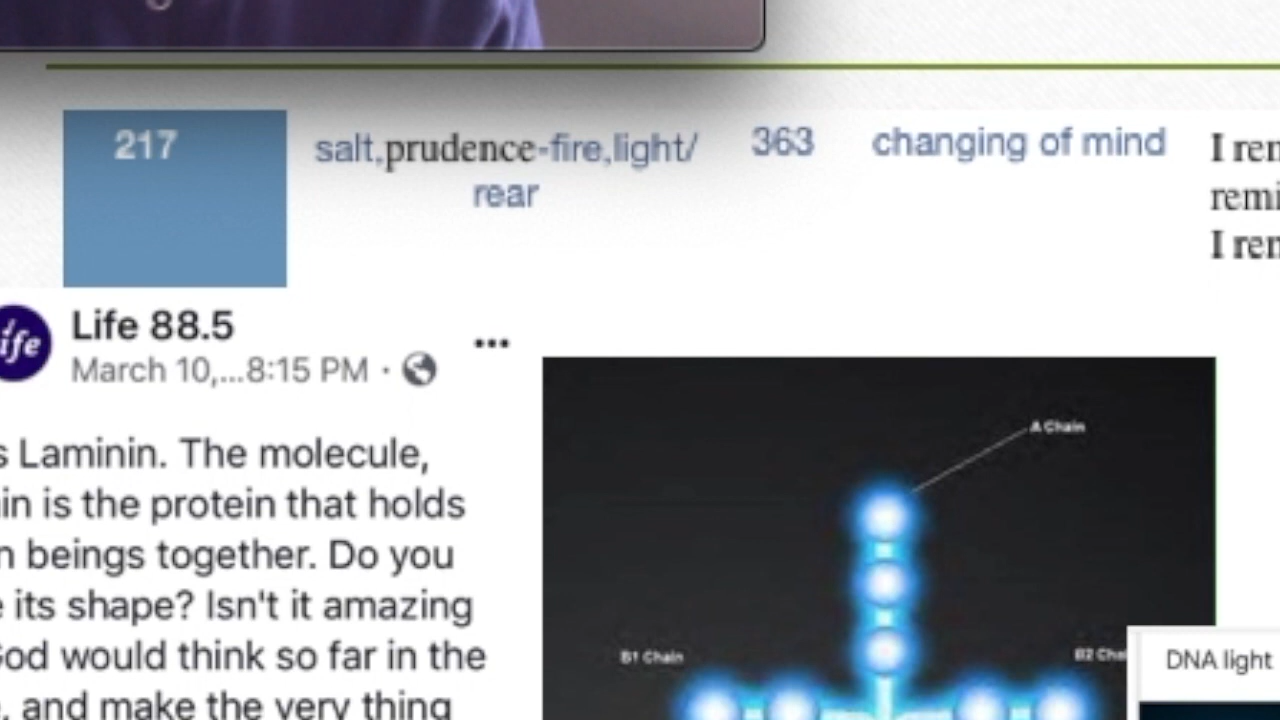 217
salt,prudence-fire,light/
rear
363
changing of mind
I
I
ife
Life 88.5
March 10,...8:15 PM ·
Laminin. The molecule,
is the protein that holds
beings together. Do you
its shape? Isn't it amazing
would think so far in the
, and make the very thing
A Chain
B1 Chain
B2
DNA light